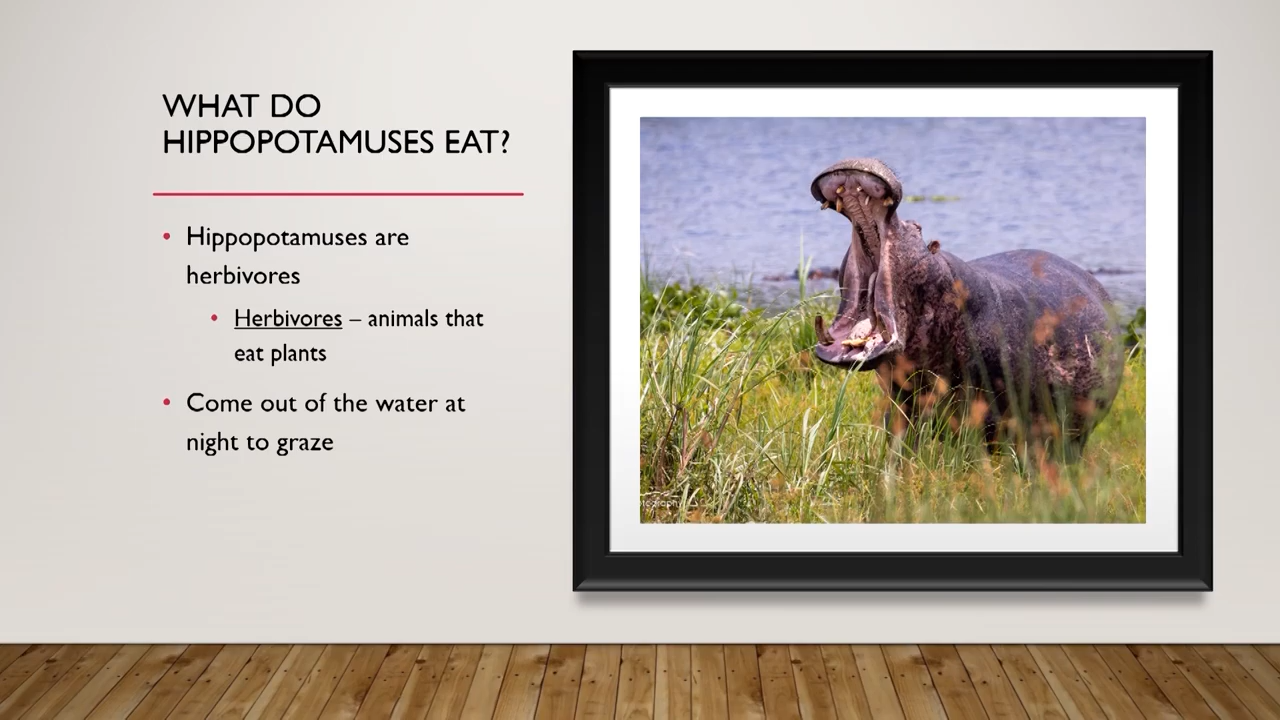 WHAT DO
HIPPOPOTAMUSES EAT?
• Hippopotamuses are
herbivores
• Herbivores – animals that
eat plants
• Come out of the water at
night to graze